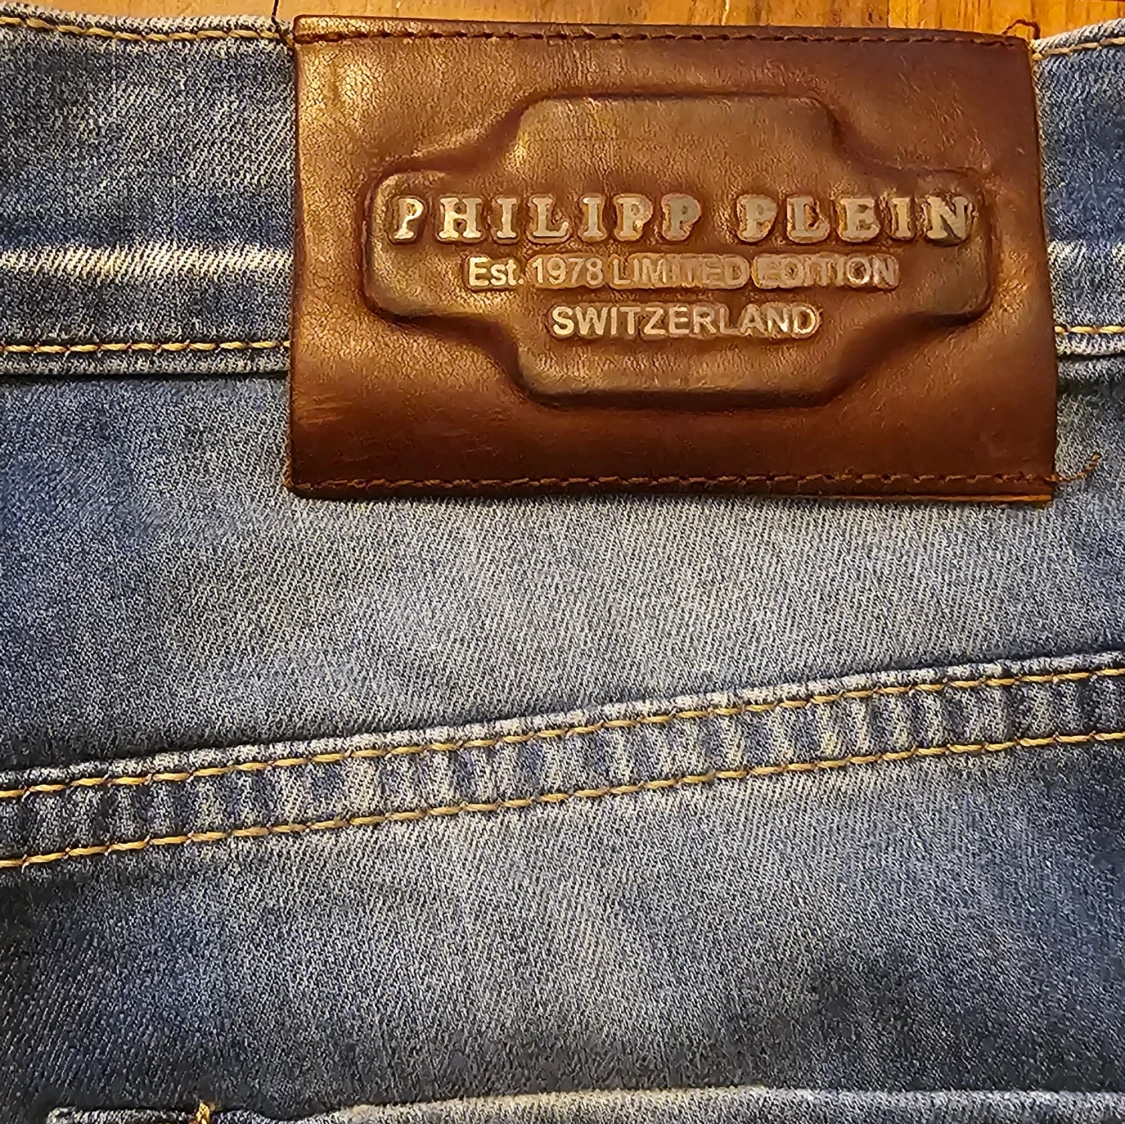 PHILIPP PLEIN
Est. 1978 LIMITED EDITION
SWITZERLAND